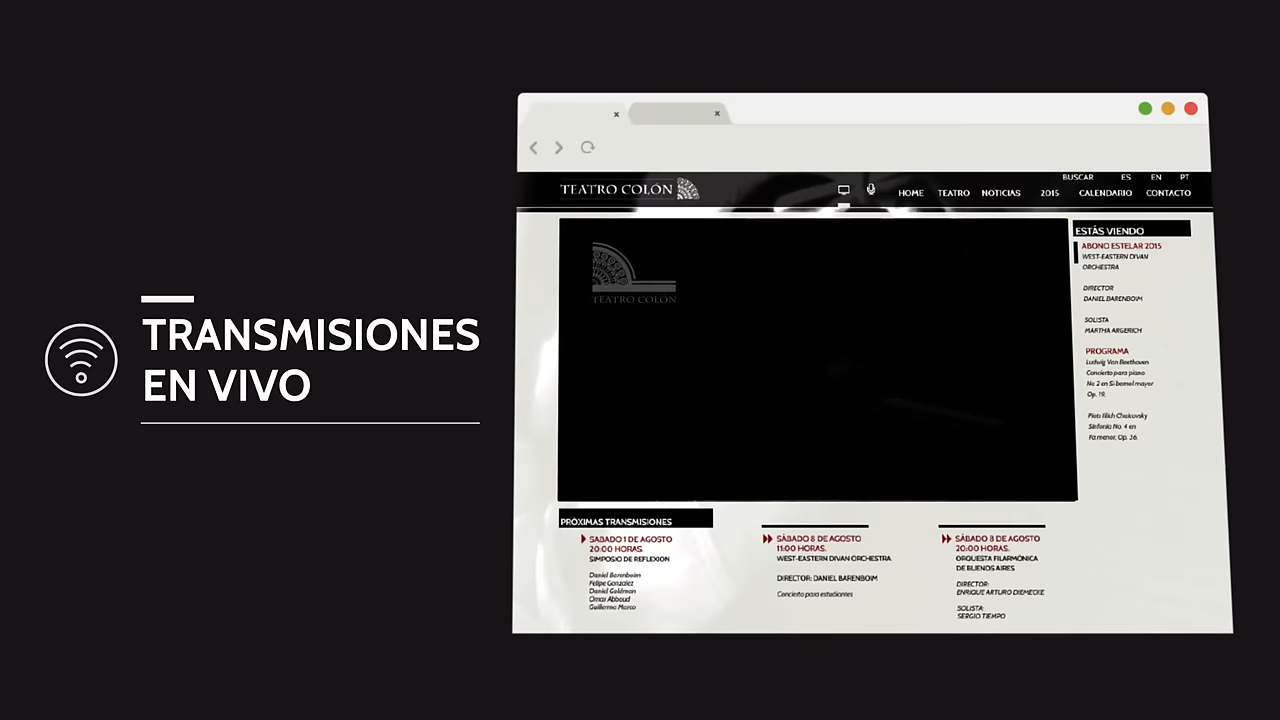 TRANSMISIONES
EN VIVO
BUSCAR ES EN PT
TEATRO COLÓN
HOME TEATRO NOTICIAS 2015 CALENDARIO CONTACTO
TEATRO COLÓN
ESTÁS VIENDO
ABONO ESTELAR 2015
WEST-EASTERN DIVAN
ORCHESTRA
DIRECTOR
DANIEL BARENBOIM
SOLISTA
MARTHA ARGERICH
PROGRAMA
Ludwig Van Beethoven
Concierto para piano
No 2 en Si bemol mayor
Op. 19.
Piotr Ilich Chaikovsky
Sinfonía No. 4 en
Fa menor, Op. 36.
PRÓXIMAS TRANSMISIONES
SABADO 1 DE AGOSTO
20:00 HORAS.
SIMPOSIO DE REFLEXION
Daniel Barenboim
Felipe Gonzalez
Daniel Goldman
Omar Abboud
Guillermo Marco
SÁBADO 8 DE AGOSTO
11:00 HORAS.
WEST-EASTERN DIVAN ORCHESTRA
DIRECTOR: DANIEL BARENBOIM
Concierto para estudiantes
SÁBADO 8 DE AGOSTO
20:00 HORAS.
ORQUESTA FILARMÓNICA
DE BUENOS AIRES
DIRECTOR:
ENRIQUE ARTURO DIEMECKE
SOLISTA:
SERGIO TIEMPO